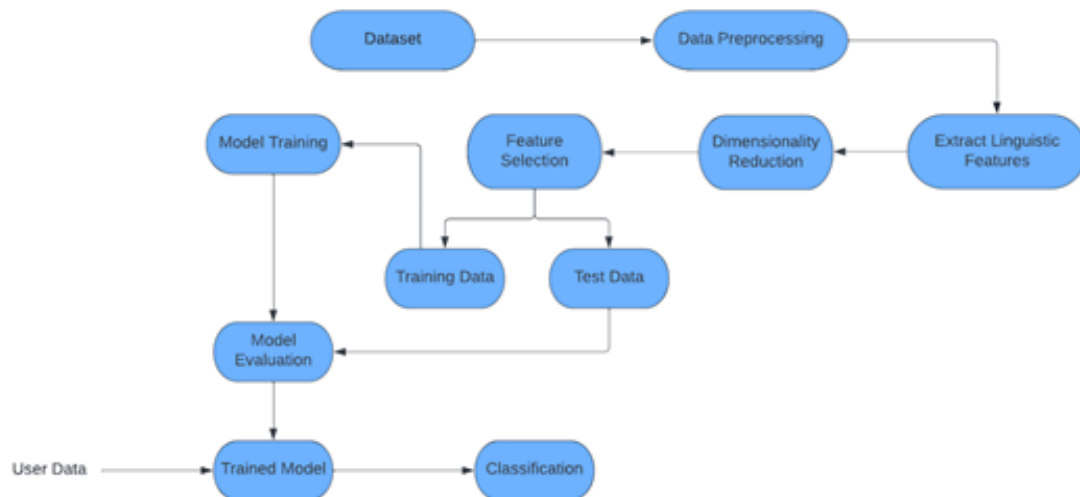 Dataset
Data Preprocessing
Model Training
Feature
Selection
Dimensionality
Reduction
Extract Linguistic
Features
Training Data
Test Data
Model
Evaluation
User Data
Trained Model
Classification